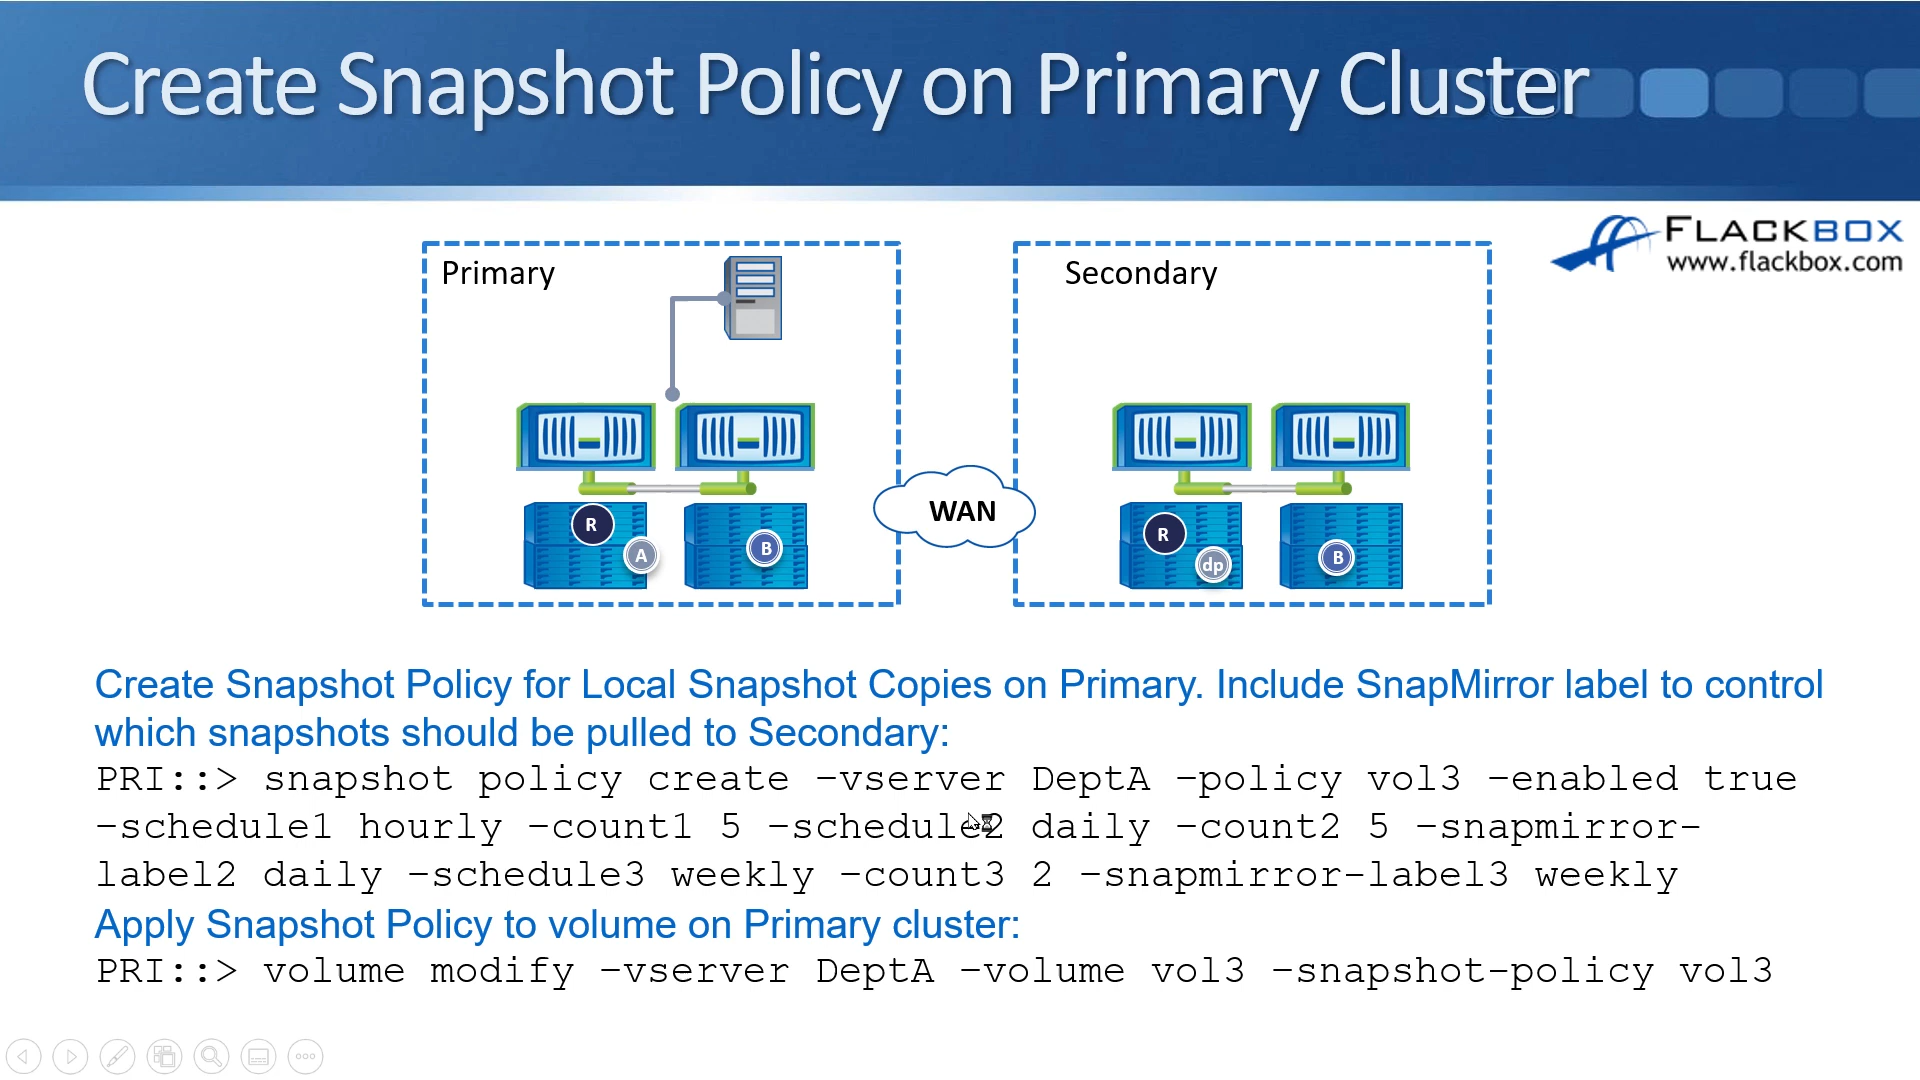 Create Snapshot Policy on Primary Cluster
FLACKBOX
www.flackbox.com
Primary
Secondary
WAN
R
A
B
R
dp
B
Create Snapshot Policy for Local Snapshot Copies on Primary. Include SnapMirror label to control
which snapshots should be pulled to Secondary:
PRI::> snapshot policy create –vserver DeptA –policy vol3 –enabled true
–schedule1 hourly –count1 5 –schedule2 daily –count2 5 –snapmirror-
label2 daily –schedule3 weekly –count3 2 –snapmirror-label3 weekly
Apply Snapshot Policy to volume on Primary cluster:
PRI::> volume modify –vserver DeptA –volume vol3 –snapshot-policy vol3